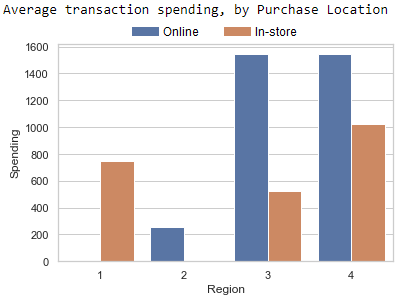 Average transaction spending, by Purchase Location
Online In-store
1600
1400
1200
1000
800
600
400
200
0
Spending
1 2 3 4
Region